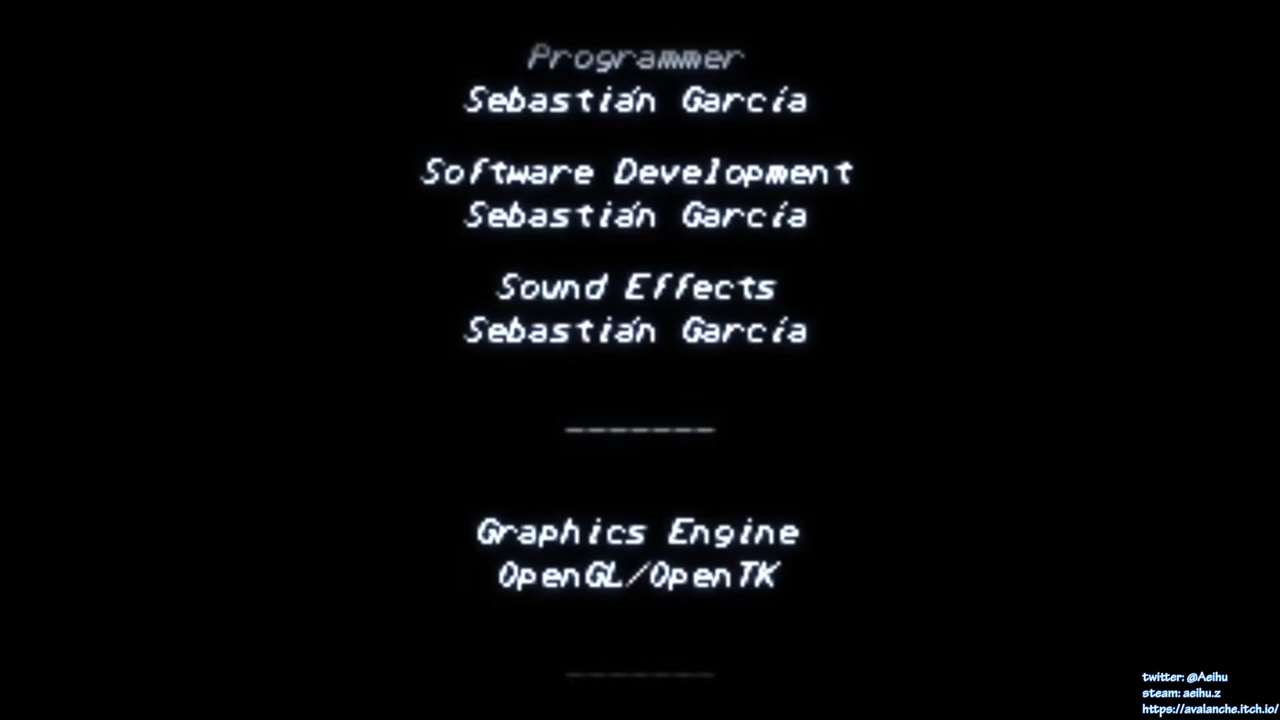 Programmer
Sebastián García
Software Development
Sebastián García
Sound Effects
Sebastián García
-------
Graphics Engine
OpenGL/OpenTK
-------
twitter: @Aeihu
steam: aeihu.z
https://avalanche.itch.io/